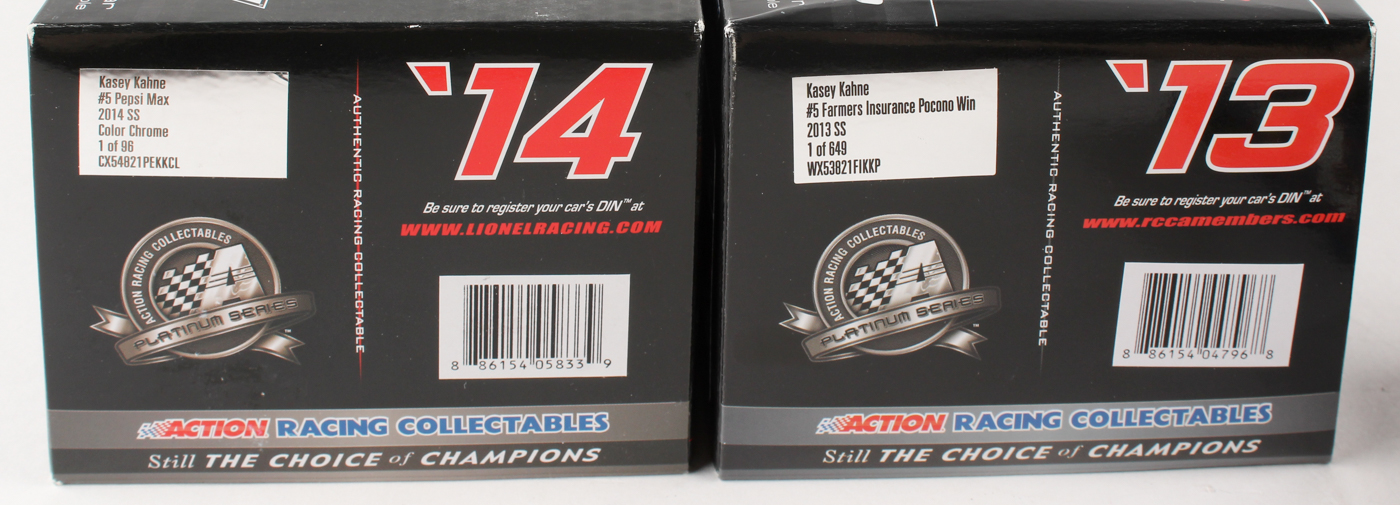 Kasey Kahne
#5 Pepsi Max
2014 SS
Color Chrome
1 of 96
CX54821PEKKCL
AUTHENTIC RACING COLLECTABLE
'14
Be sure to register your car's DIN™ at
WWW.LIONELRACING.COM
ACTION RACING COLLECTABLES
A
PLATINUM SERIES™
8 86154 05833 9
ACTION RACING COLLECTABLES
Still THE CHOICE of CHAMPIONS
Kasey Kahne
#5 Farmers Insurance Pocono Win
2013 SS
1 of 649
WX53821FIKKP
AUTHENTIC RACING COLLECTABLE
'13
Be sure to register your car's DIN™ at
www.rccamembers.com
ACTION RACING COLLECTABLES
A
PLATINUM SERIES™
8 86154 04796 8
ACTION RACING COLLECTABLES
Still THE CHOICE of CHAMPIONS